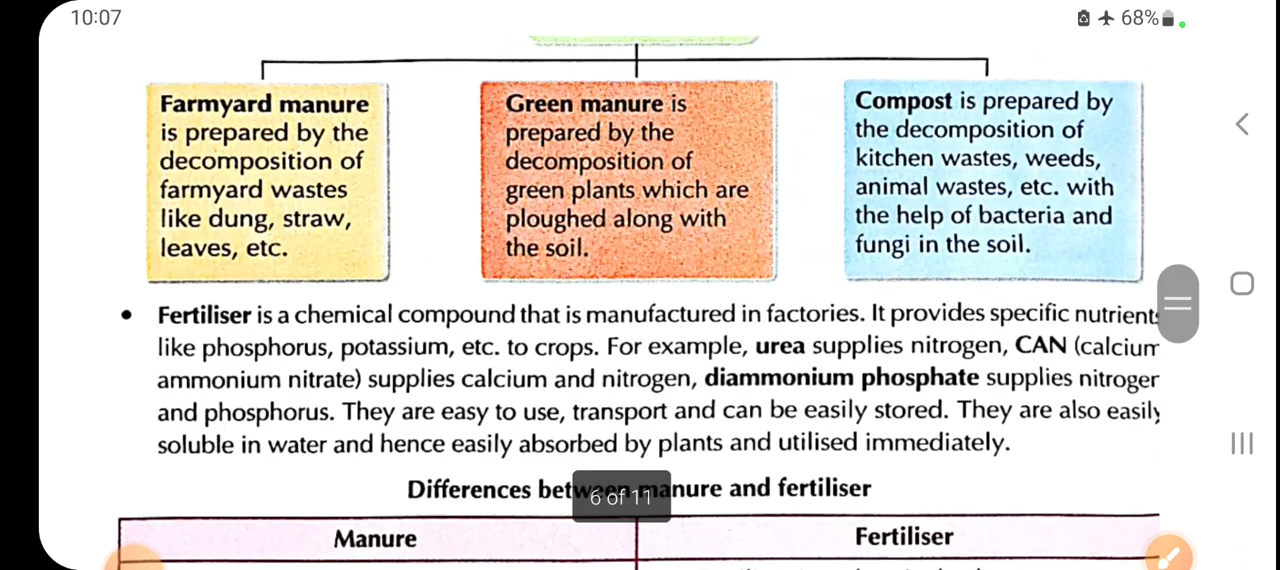 10:07
68%
Farmyard manure
is prepared by the
decomposition of
farmyard wastes
like dung, straw,
leaves, etc.
Green manure is
prepared by the
decomposition of
green plants which are
ploughed along with
the soil.
Compost is prepared by
the decomposition of
kitchen wastes, weeds,
animal wastes, etc. with
the help of bacteria and
fungi in the soil.
• Fertiliser is a chemical compound that is manufactured in factories. It provides specific nutrients
like phosphorus, potassium, etc. to crops. For example, urea supplies nitrogen, CAN (calcium
ammonium nitrate) supplies calcium and nitrogen, diammonium phosphate supplies nitrogen
and phosphorus. They are easy to use, transport and can be easily stored. They are also easily
soluble in water and hence easily absorbed by plants and utilised immediately.
Differences between manure and fertiliser
6 of 11
Manure
Fertiliser